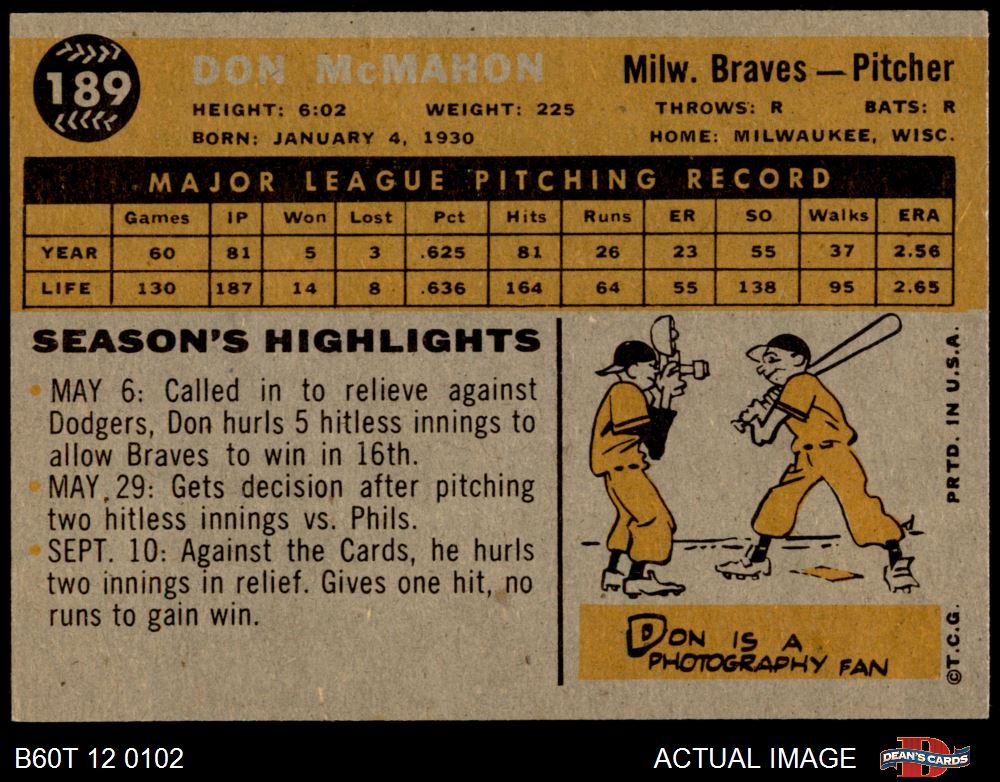 189
DON McMAHON
Milw. Braves — Pitcher
HEIGHT: 6:02 WEIGHT: 225 THROWS: R BATS: R
BORN: JANUARY 4, 1930 HOME: MILWAUKEE, WISC.
MAJOR LEAGUE PITCHING RECORD
Games IP Won Lost Pct Hits Runs ER SO Walks ERA
YEAR 60 81 5 3 .625 81 26 23 55 37 2.56
LIFE 130 187 14 8 .636 164 64 55 138 95 2.65
SEASON'S HIGHLIGHTS
• MAY 6: Called in to relieve against
Dodgers, Don hurls 5 hitless innings to
allow Braves to win in 16th.
• MAY 29: Gets decision after pitching
two hitless innings vs. Phils.
• SEPT. 10: Against the Cards, he hurls
two innings in relief. Gives one hit, no
runs to gain win.
DON IS A
PHOTOGRAPHY FAN
©T.C.G. PRTD. IN U.S.A.
B60T 12 0102 ACTUAL IMAGE
D
DEAN'S CARDS